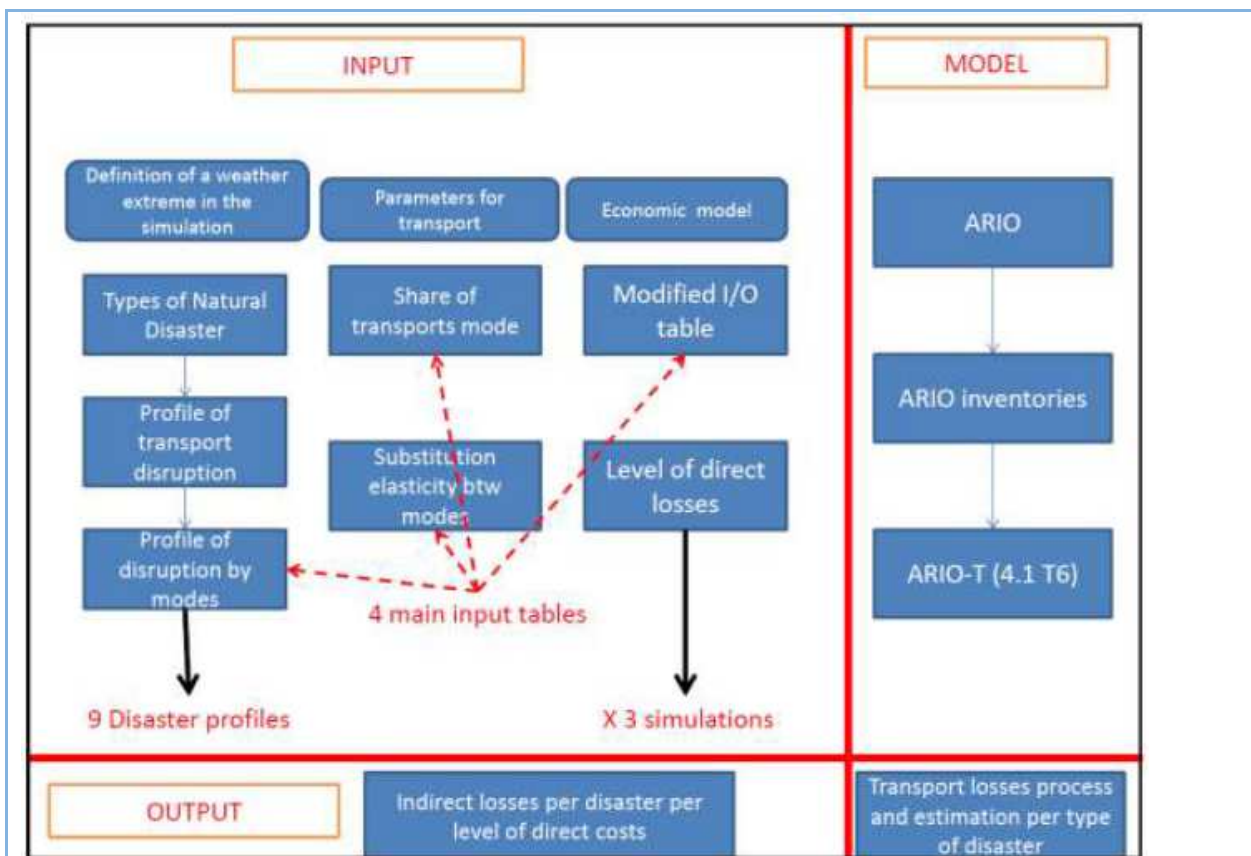 INPUT
MODEL
Definition of a weather
extreme in the
simulation
Parameters for
transport
Economic model
ARIO
Types of Natural
Disaster
Share of
transports mode
Modified I/O
table
Profile of
transport
disruption
Substitution
elasticity btw
modes
Level of direct
losses
ARIO inventories
Profile of
disruption by
modes
4 main input tables
ARIO-T (4.1 T6)
9 Disaster profiles
X 3 simulations
OUTPUT
Indirect losses per disaster per
level of direct costs
Transport losses process
and estimation per type
of disaster